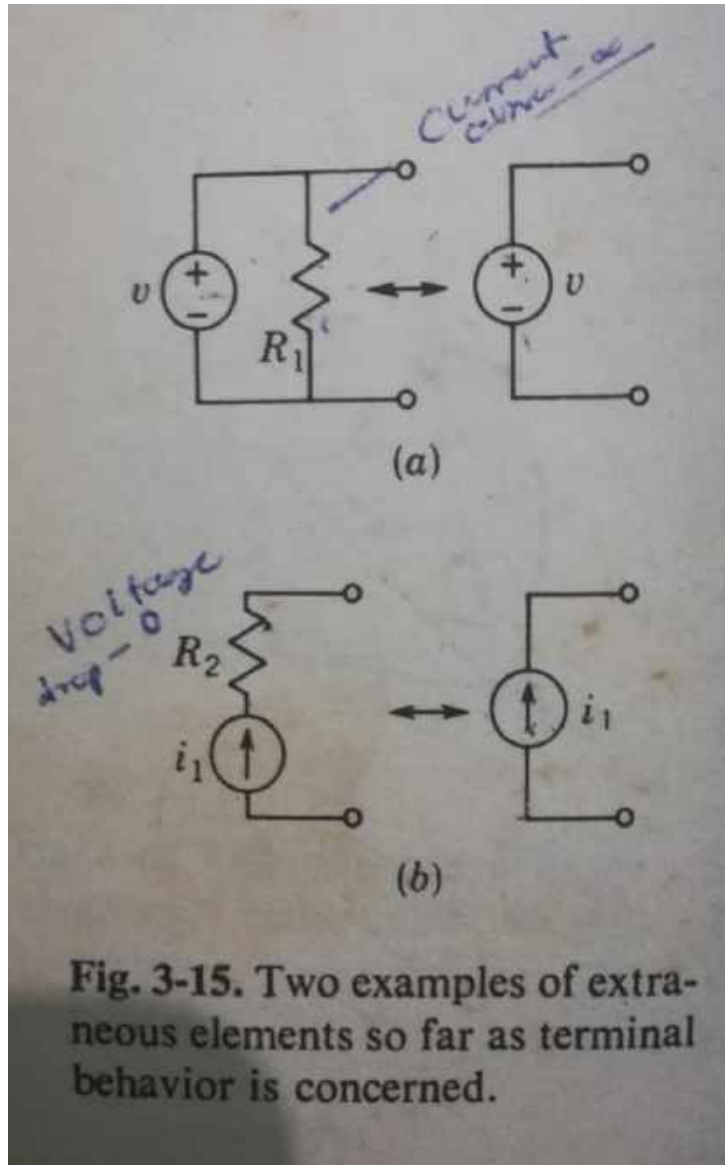 Current
v
+
−
R1
+
−
v
(a)
Voltage
drop - 0
R2
i1
i1
(b)
Fig. 3-15. Two examples of extra-
neous elements so far as terminal
behavior is concerned.